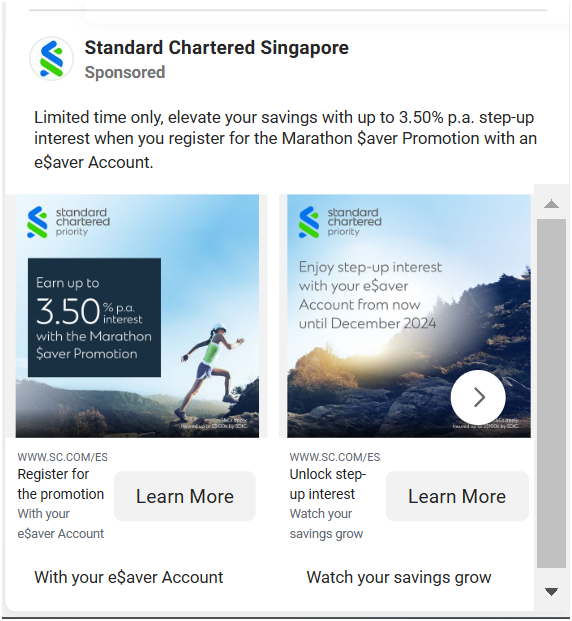 Standard Chartered Singapore
Sponsored
Limited time only, elevate your savings with up to 3.50% p.a. step-up
interest when you register for the Marathon $aver Promotion with an
e$aver Account.
standard
chartered
priority
Earn up to
3.50 % p.a.
interest
with the Marathon
$aver Promotion
Insured up to S$100k by SDIC.
WWW.SC.COM/ES
Register for
the promotion
With your
e$aver Account
Learn More
With your e$aver Account
standard
chartered
priority
Enjoy step-up interest
with your e$aver
Account from now
until December 2024
Insured up to S$100k by SDIC.
WWW.SC.COM/ES
Unlock step-
up interest
Watch your
savings grow
Learn More
Watch your savings grow